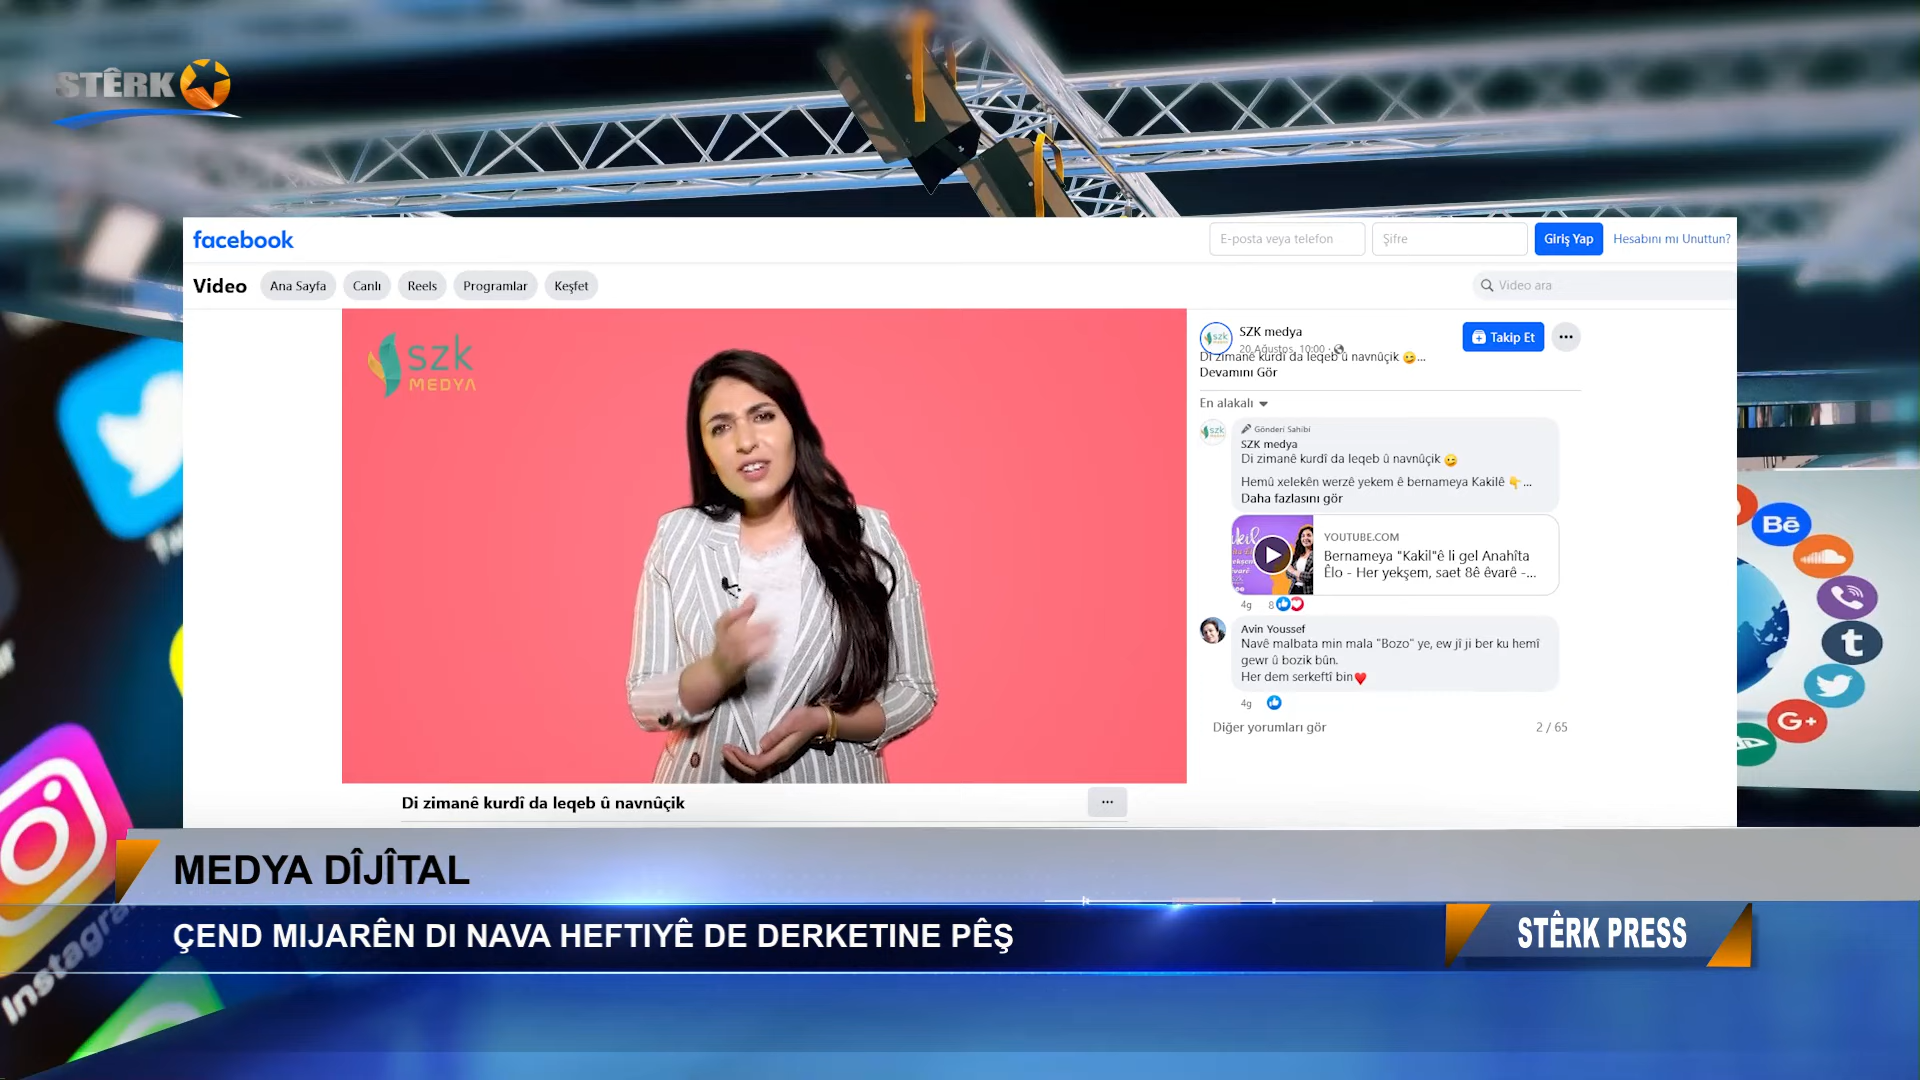 STÊRK
facebook
E-posta veya telefon
Şifre
Giriş Yap
Hesabını mı Unuttun?
Video
Ana Sayfa
Canlı
Reels
Programlar
Keşfet
Video ara
szk
MEDYA
SZK medya
20 Ağustos, 10:00 ·
Di zimanê kurdî da leqeb û navnûçik 😉...
Devamını Gör
Takip Et
En alakalı
Gönderi Sahibi
SZK medya
Di zimanê kurdî da leqeb û navnûçik 😉
Hemû xelekên werzê yekem ê bernameya Kakilê 👇...
Daha fazlasını gör
YOUTUBE.COM
Bernameya "Kakil"ê li gel Anahîta
Êlo - Her yekşem, saet 8ê êvarê -...
4g 8
Avin Youssef
Navê malbata min mala "Bozo" ye, ew jî ji ber ku hemî
gewr û bozik bûn.
Her dem serkeftî bin❤️
4g
Diğer yorumları gör
2 / 65
Di zimanê kurdî da leqeb û navnûçik
Bē
t
G+
Instagra
MEDYA DÎJÎTAL
ÇEND MIJARÊN DI NAVA HEFTIYÊ DE DERKETINE PÊŞ
STÊRK PRESS